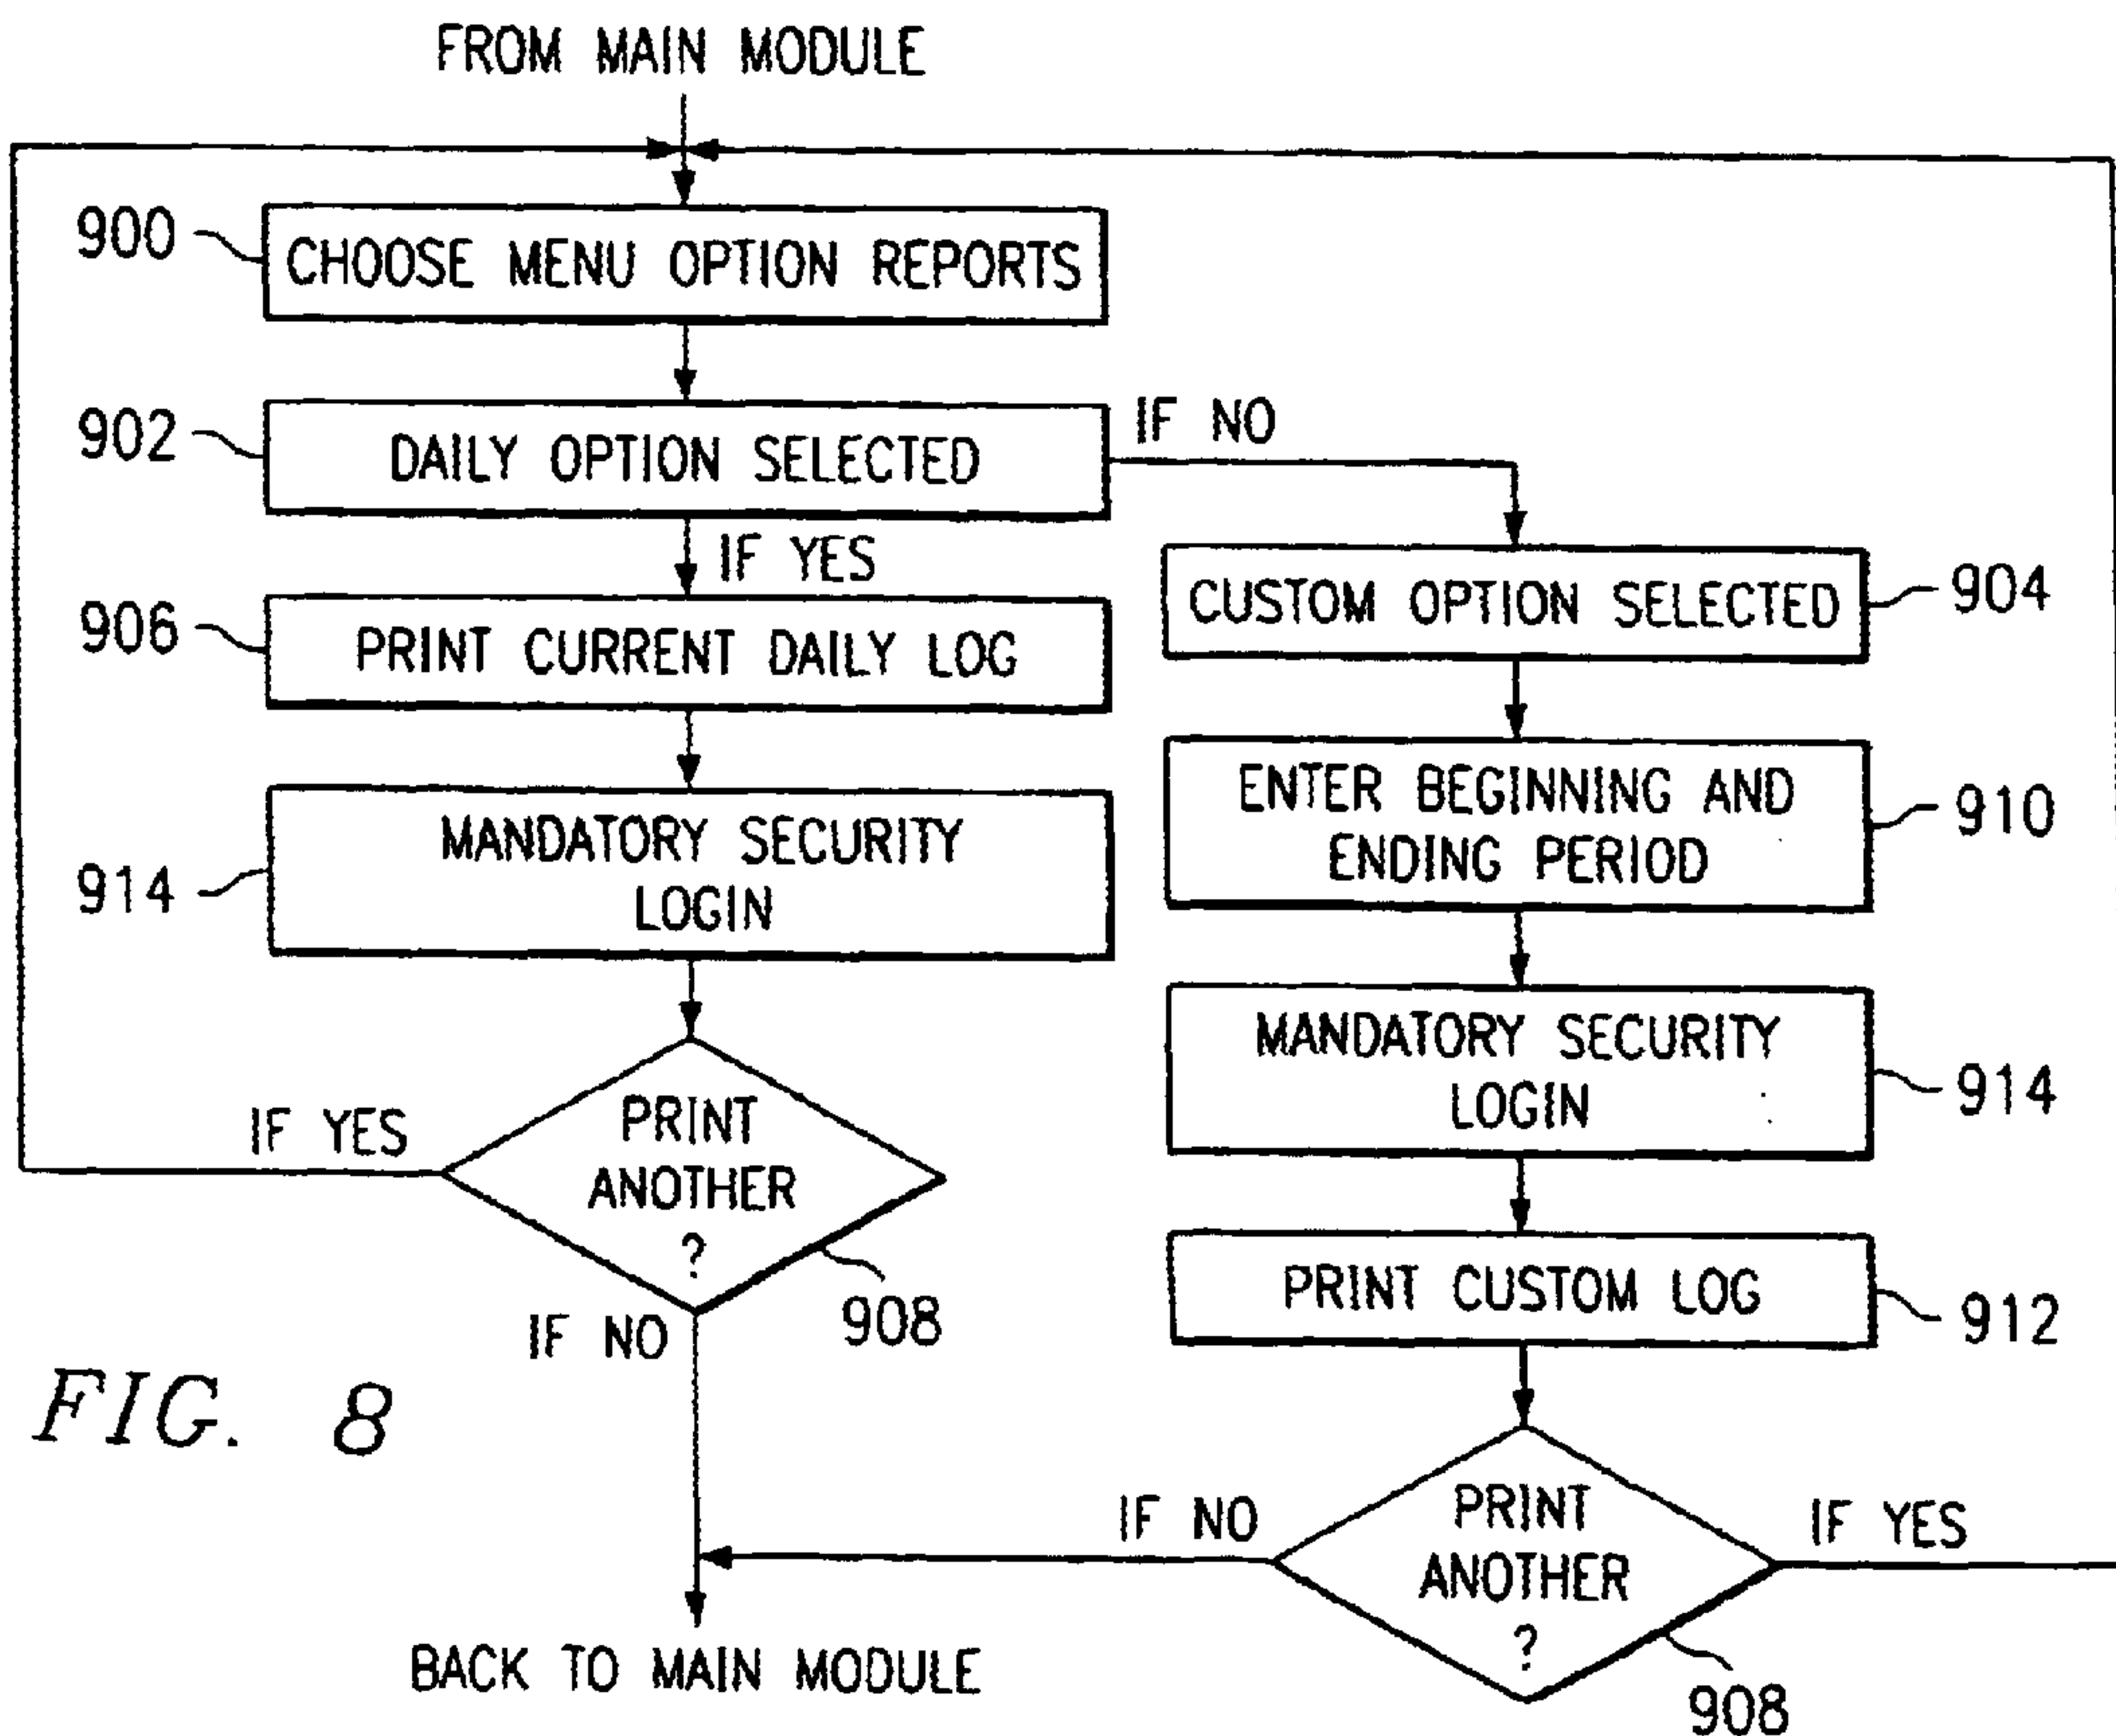 FROM MAIN MODULE
900
CHOOSE MENU OPTION REPORTS
902
DAILY OPTION SELECTED
IF NO
IF YES
906
PRINT CURRENT DAILY LOG
CUSTOM OPTION SELECTED
904
914
MANDATORY SECURITY
LOGIN
ENTER BEGINNING AND
ENDING PERIOD
910
MANDATORY SECURITY
LOGIN
914
IF YES
PRINT
ANOTHER
?
908
IF NO
PRINT CUSTOM LOG
912
FIG. 8
IF NO
PRINT
ANOTHER
?
IF YES
908
BACK TO MAIN MODULE